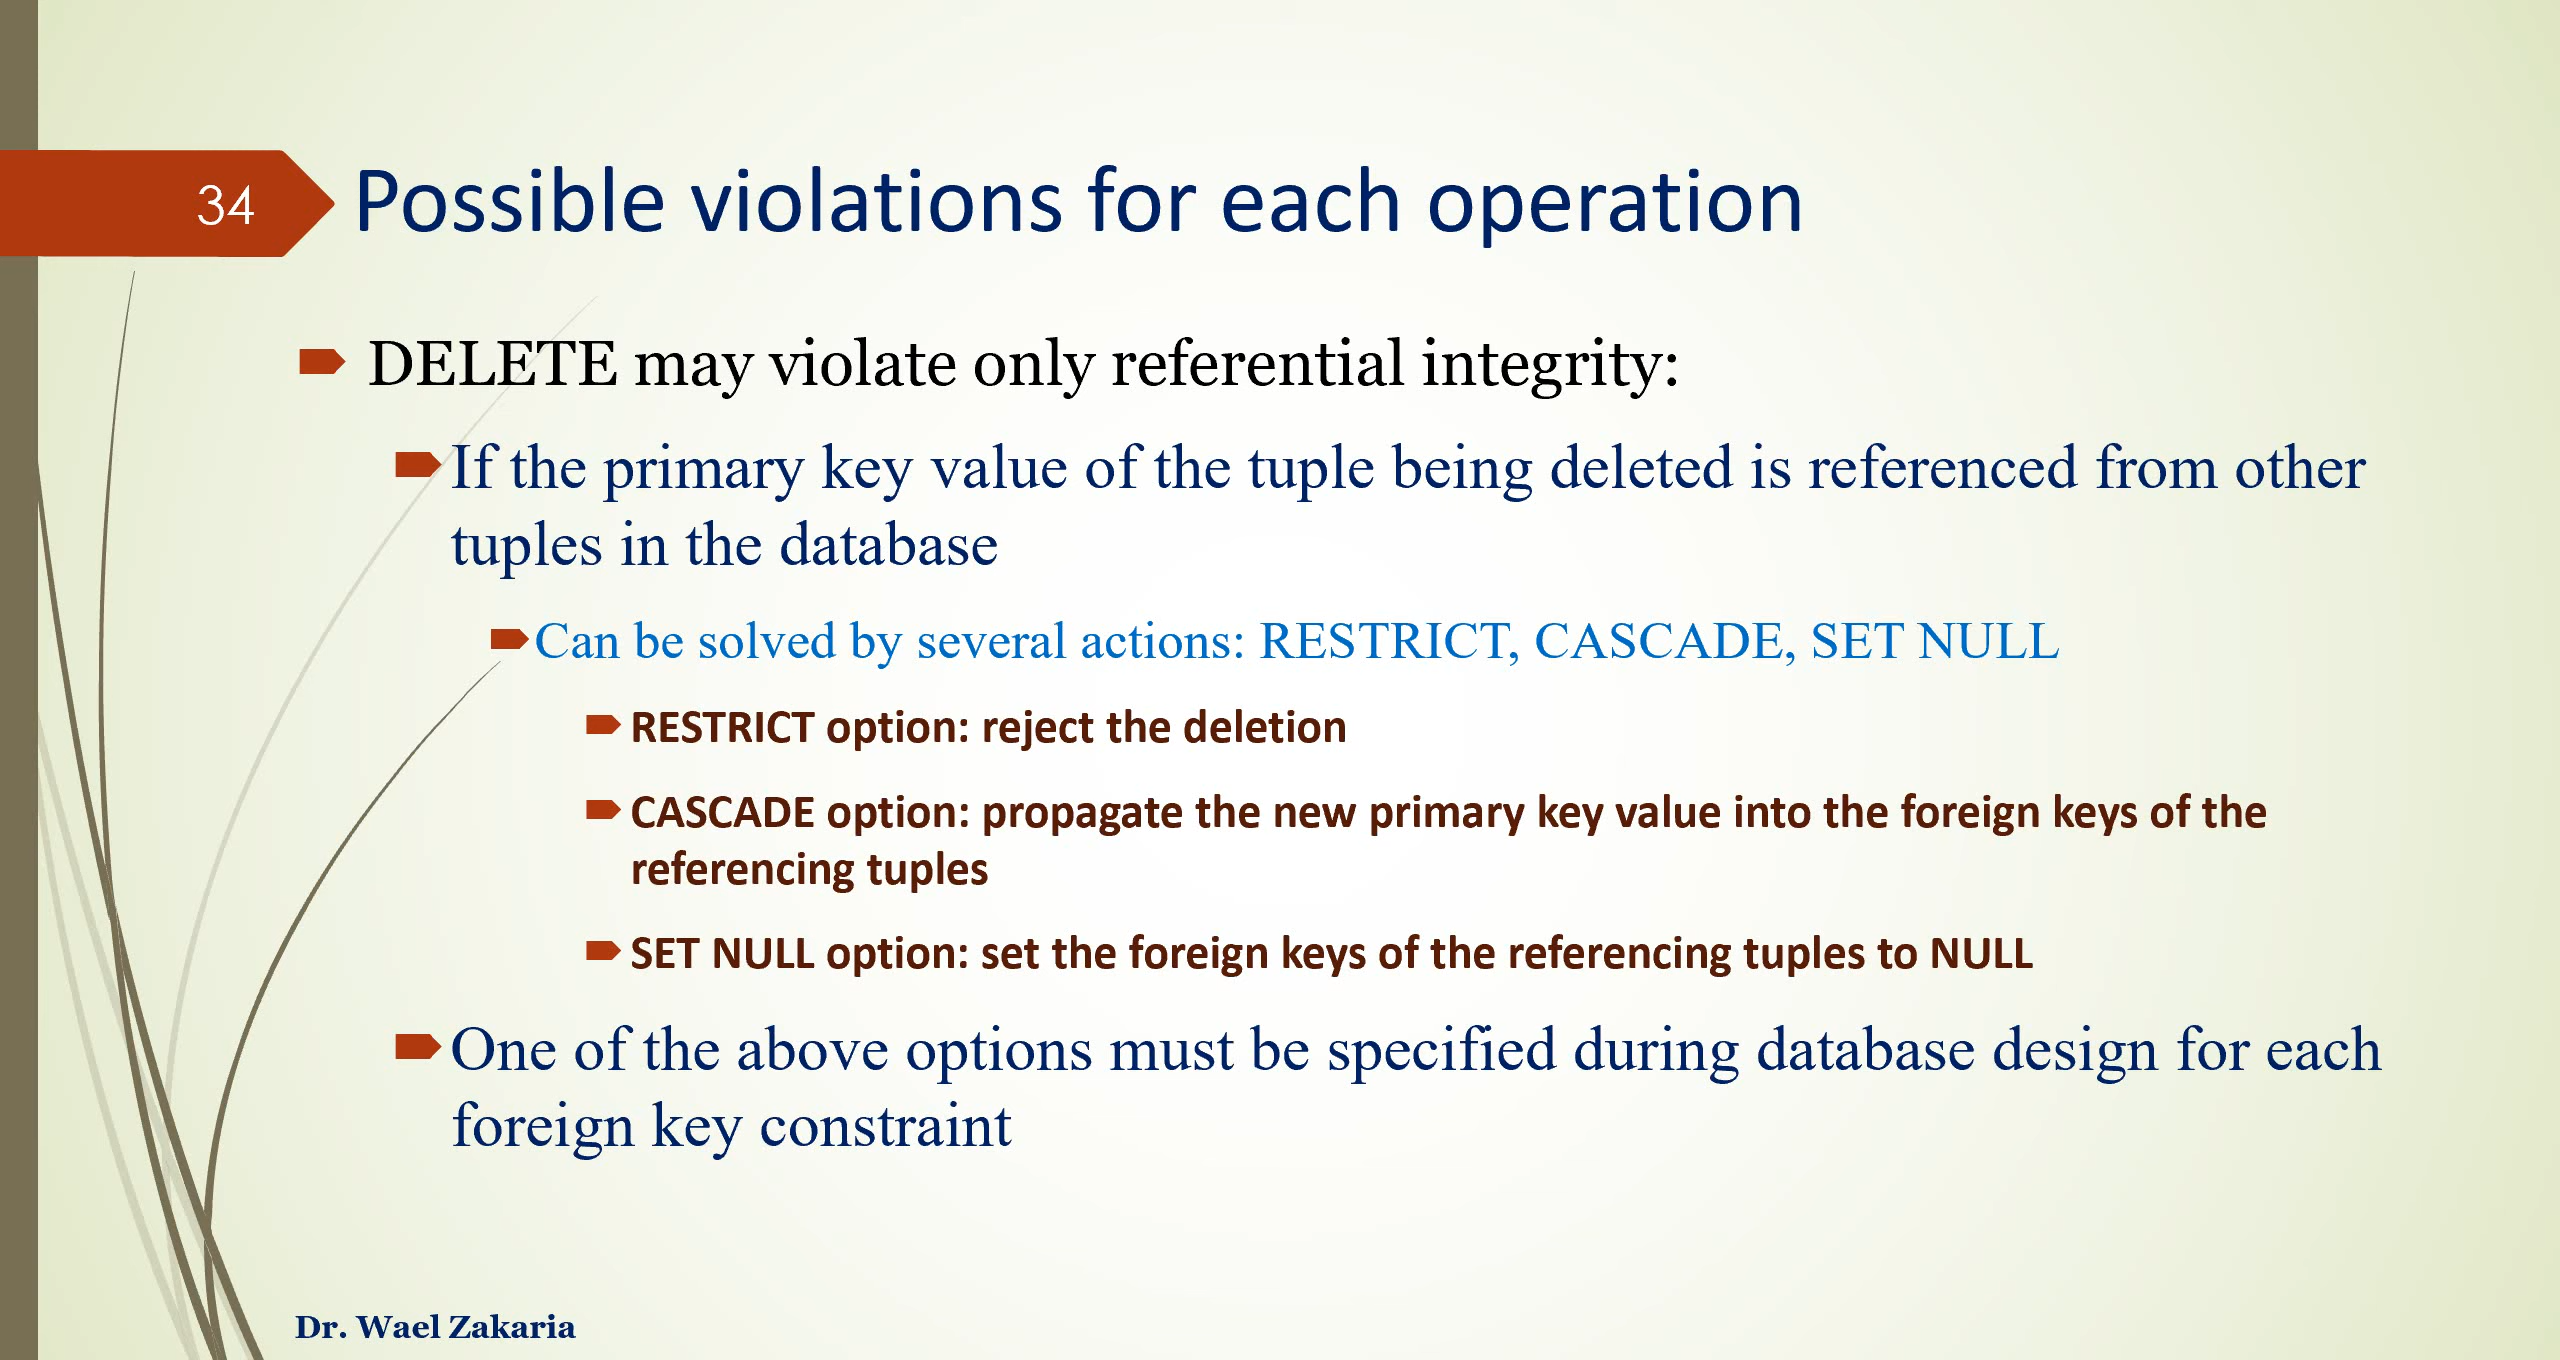 34
Possible violations for each operation
DELETE may violate only referential integrity:
If the primary key value of the tuple being deleted is referenced from other
tuples in the database
Can be solved by several actions: RESTRICT, CASCADE, SET NULL
RESTRICT option: reject the deletion
CASCADE option: propagate the new primary key value into the foreign keys of the
referencing tuples
SET NULL option: set the foreign keys of the referencing tuples to NULL
One of the above options must be specified during database design for each
foreign key constraint
Dr. Wael Zakaria